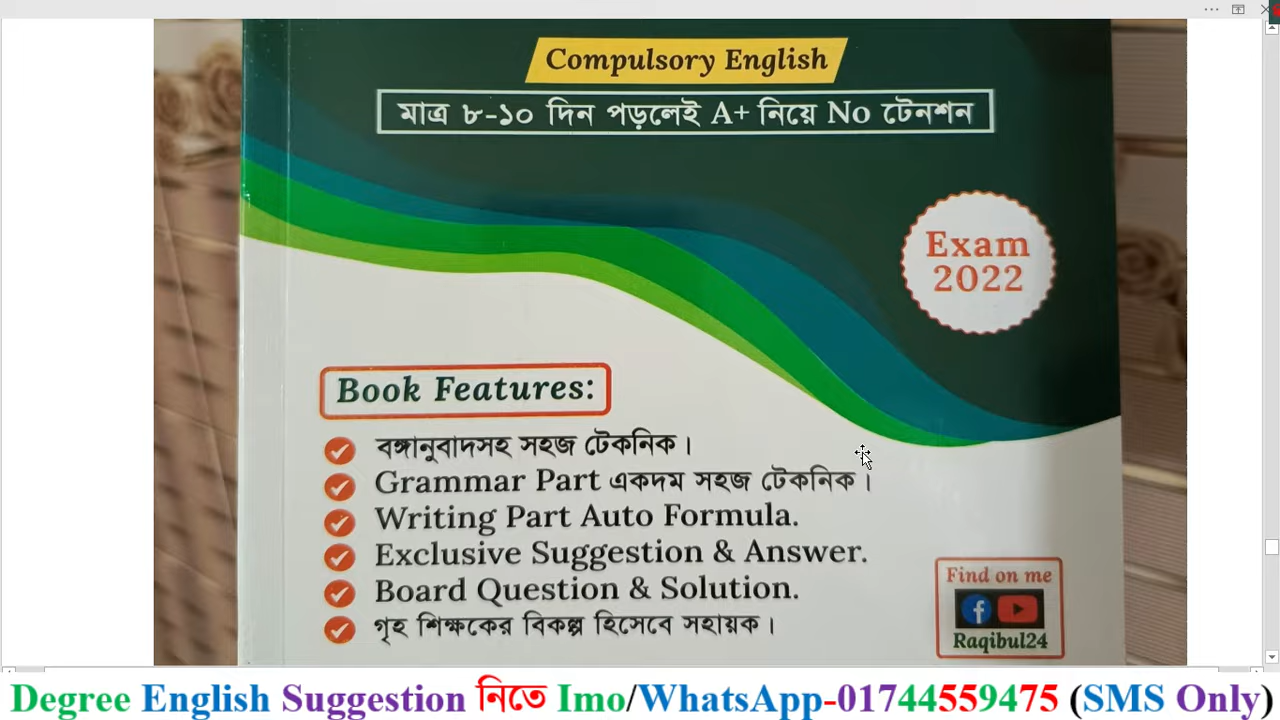 Compulsory English
মাত্র ৮-১০ দিন পড়লেই A+ নিয়ে No টেনশন
Exam
2022
Book Features:
বঙ্গানুবাদসহ সহজ টেকনিক।
Grammar Part একদম সহজ টেকনিক।
Writing Part Auto Formula.
Exclusive Suggestion & Answer.
Board Question & Solution.
গৃহ শিক্ষকের বিকল্প হিসেবে সহায়ক।
Find on me
Raqibul24
Degree English Suggestion নিতে Imo/WhatsApp-01744559475 (SMS Only)